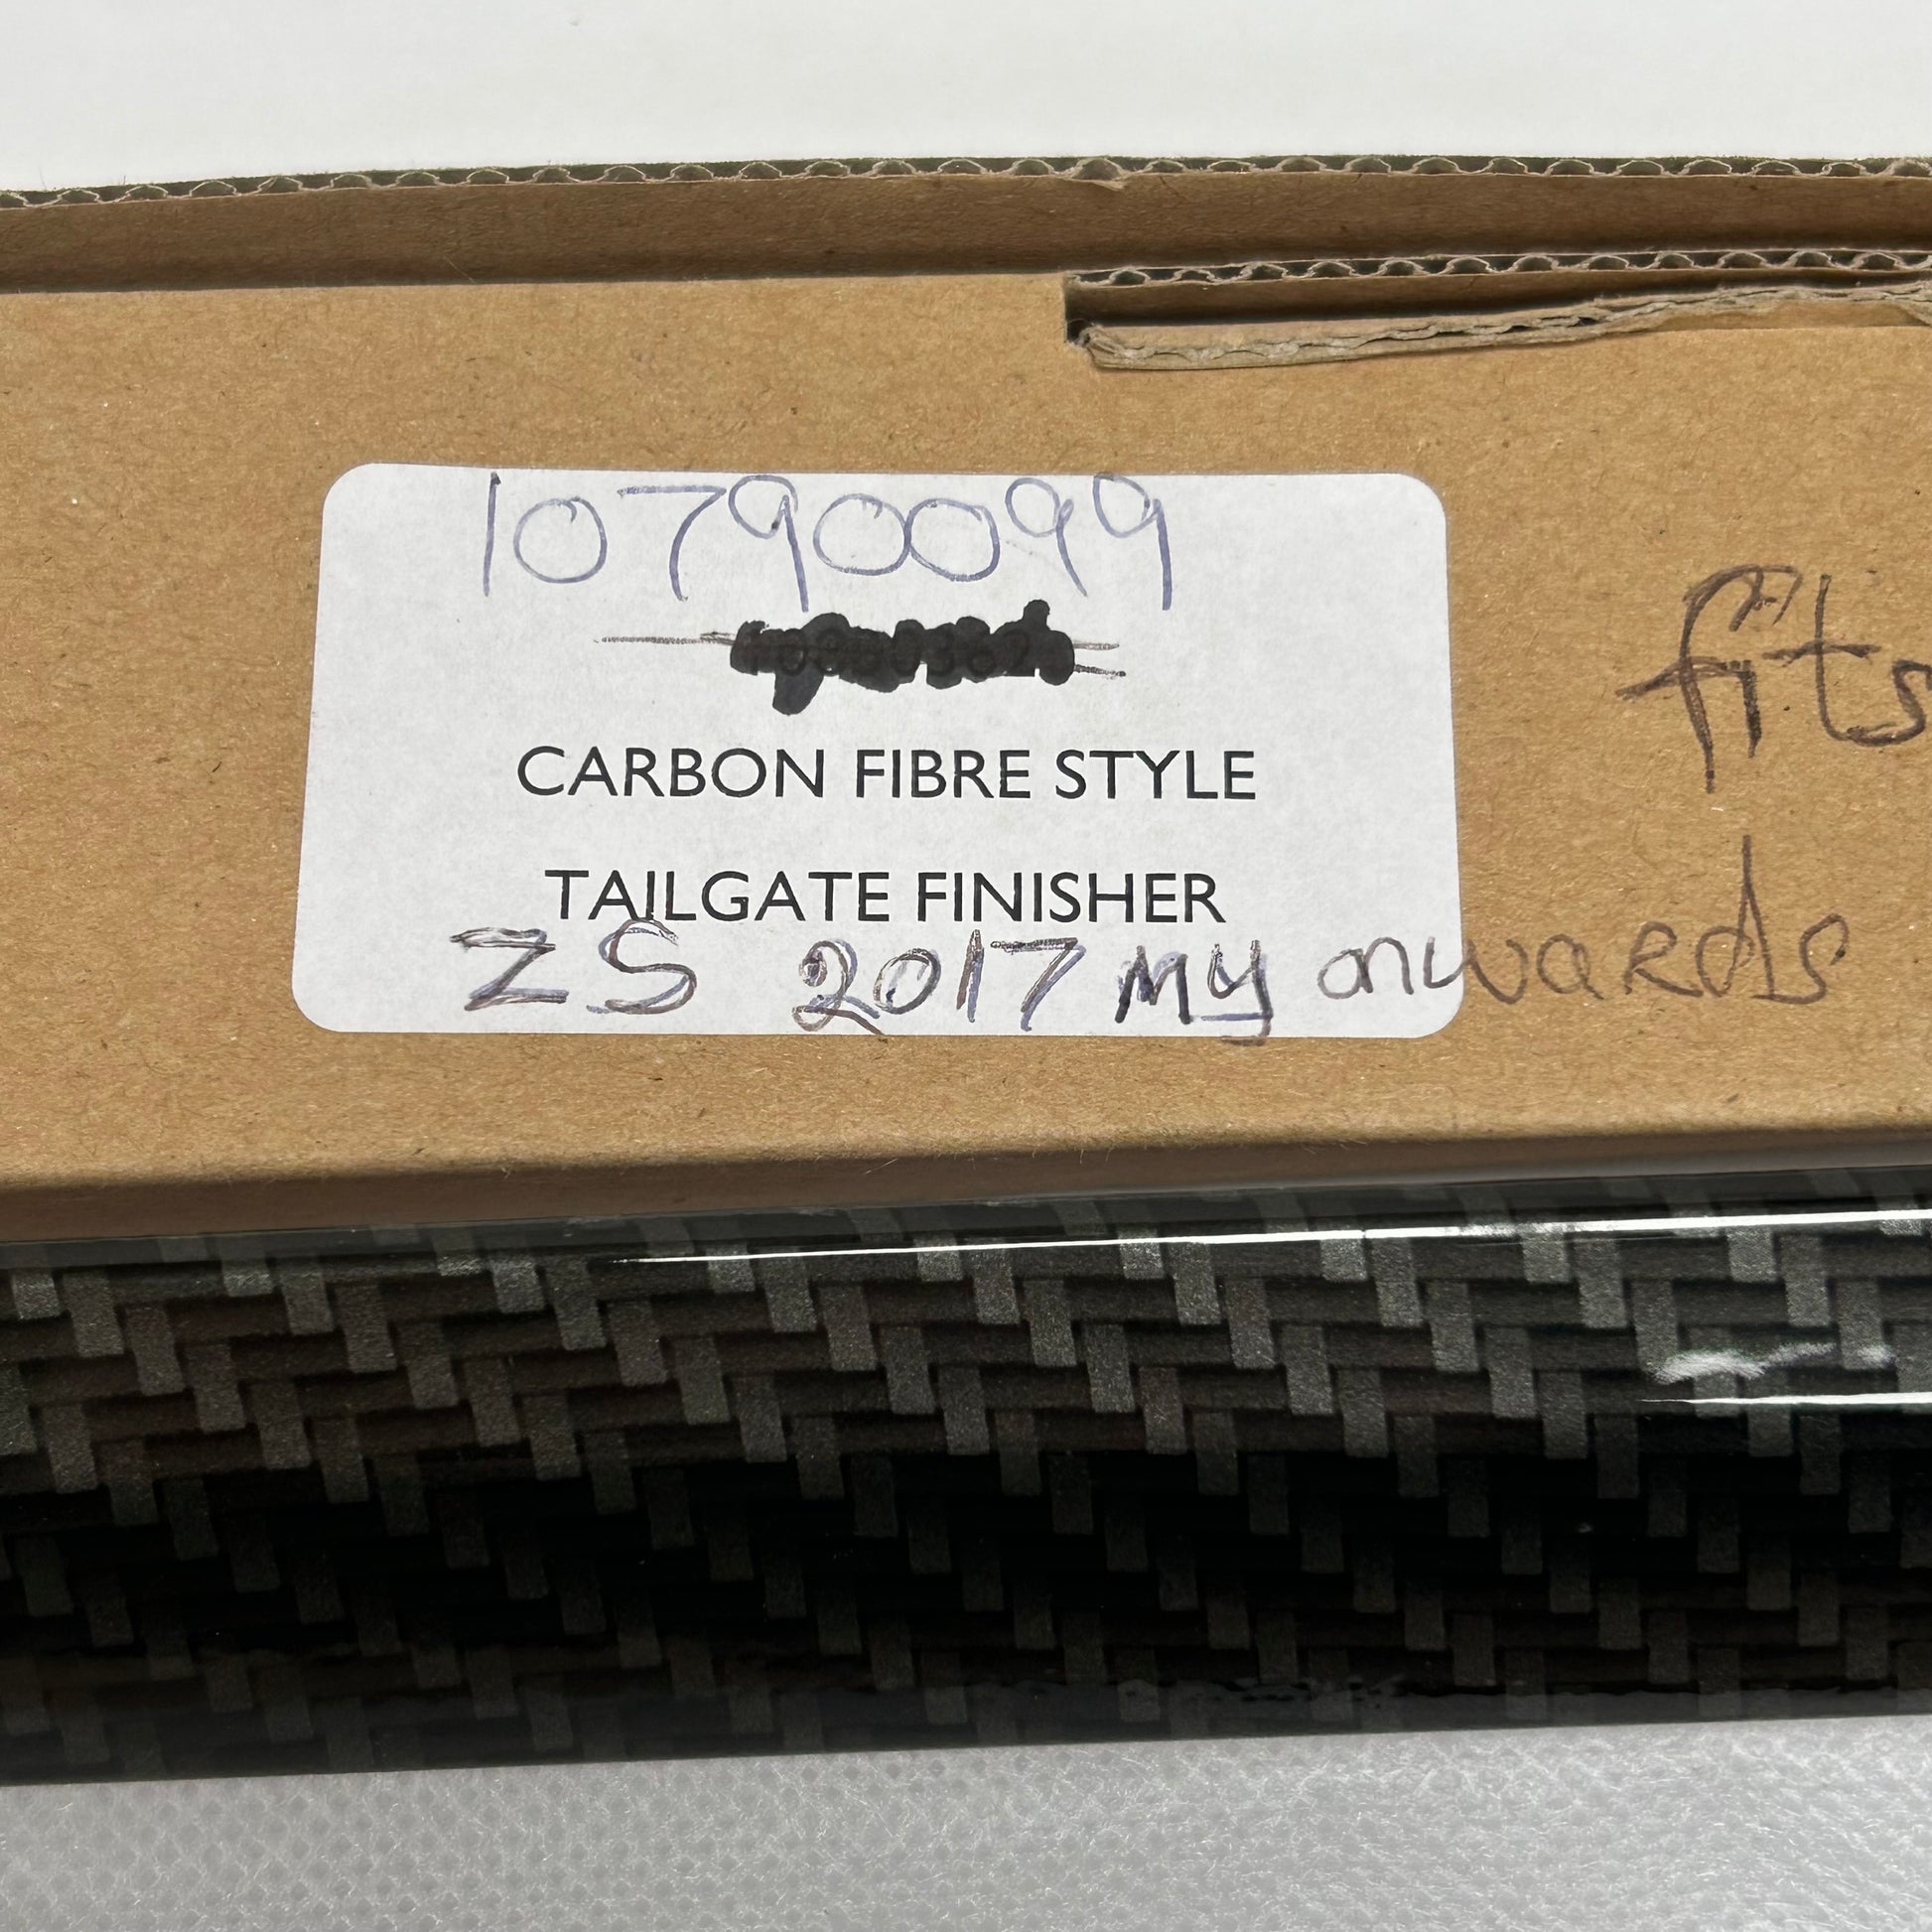 10790099
CARBON FIBRE STYLE
TAILGATE FINISHER
ZS 2017 My onwards
fits